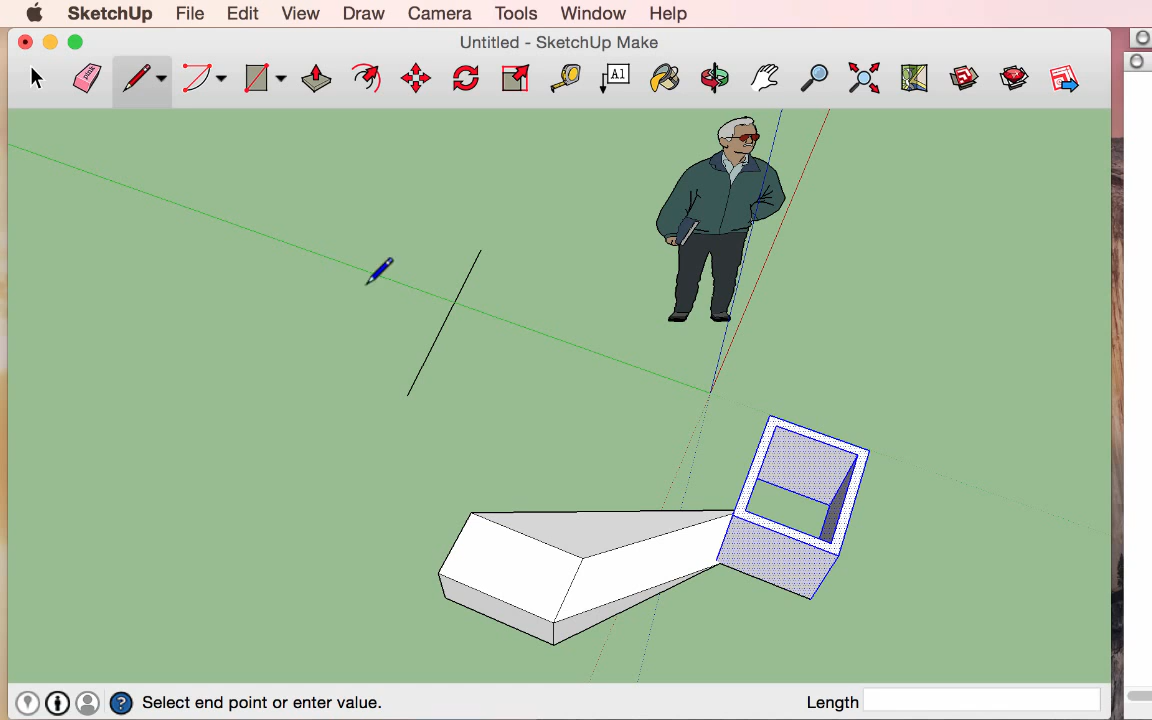 SketchUp File Edit View Draw Camera Tools Window Help
Untitled - SketchUp Make
A1
Select end point or enter value. Length